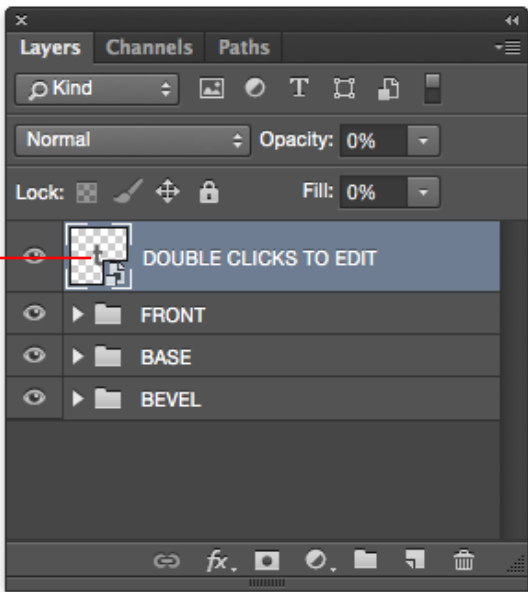 Layers Channels Paths
Kind T
Normal Opacity: 0%
Lock: Fill: 0%
t DOUBLE CLICKS TO EDIT
FRONT
BASE
BEVEL
fx.